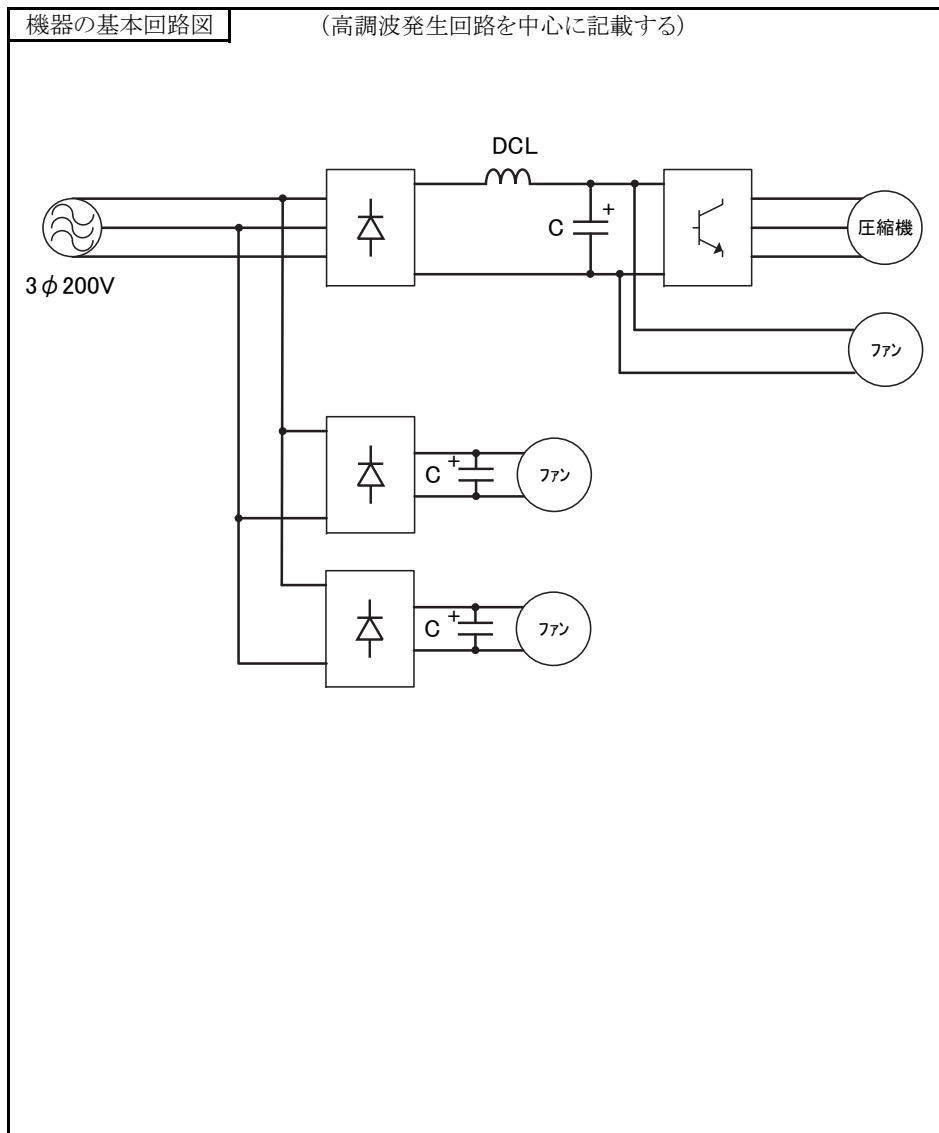 機器の基本回路図
(高調波発生回路を中心に記載する)
DCL
C
+
圧縮機
3φ200V
ファン
C
+
ファン
C
+
ファン